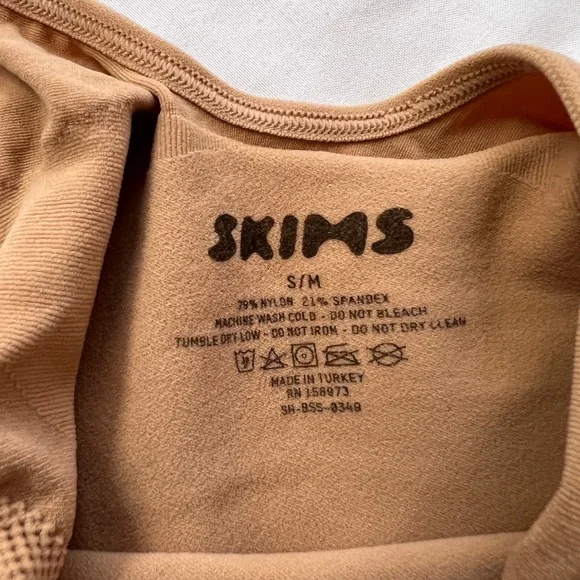 SKIMS
S/M
79% NYLON 21% SPANDEX
MACHINE WASH COLD - DO NOT BLEACH
TUMBLE DRY LOW - DO NOT IRON - DO NOT DRY CLEAN
MADE IN TURKEY
RN 158973
SH-BSS-0349